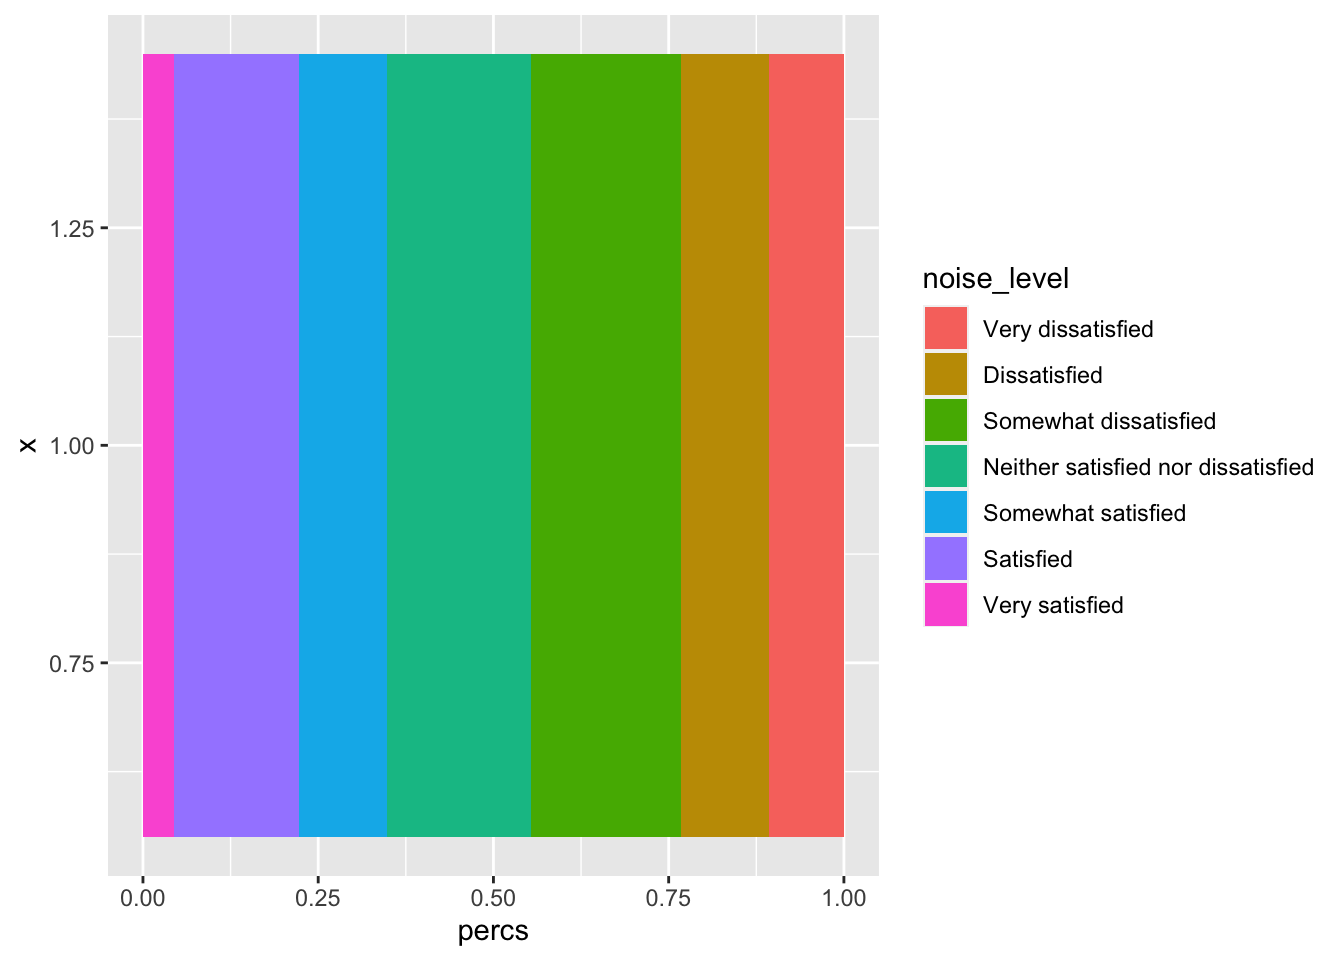 1.25
1.00
0.75
x
0.00 0.25 0.50 0.75 1.00
percs
noise_level
Very dissatisfied
Dissatisfied
Somewhat dissatisfied
Neither satisfied nor dissatisfied
Somewhat satisfied
Satisfied
Very satisfied